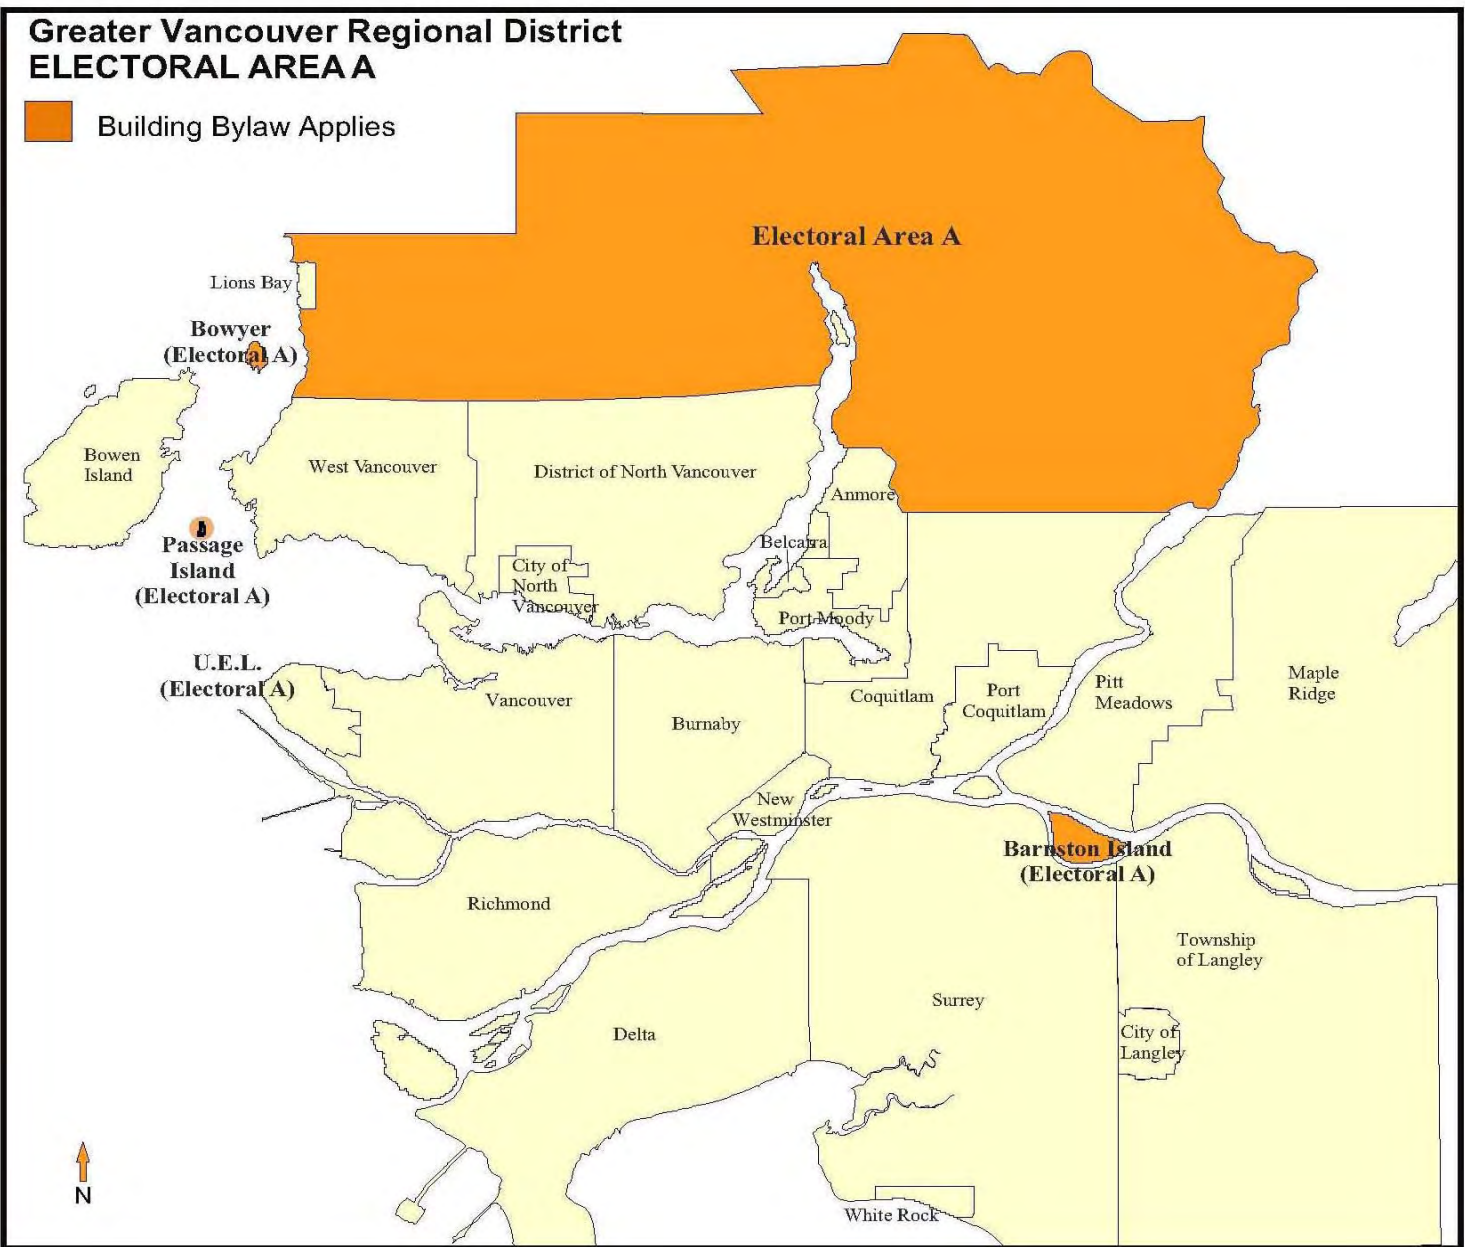 Greater Vancouver Regional District
ELECTORAL AREA A
Building Bylaw Applies
Electoral Area A
Lions Bay
Bowyer
(Electoral A)
Bowen
Island
West Vancouver
District of North Vancouver
Anmore
Passage
Island
(Electoral A)
Belcarra
City of
North
Vancouver
Port Moody
U.E.L.
(Electoral A)
Vancouver
Burnaby
Coquitlam
Port
Coquitlam
Pitt
Meadows
Maple
Ridge
New
Westminster
Barnston Island
(Electoral A)
Richmond
Township
of Langley
Surrey
Delta
City of
Langley
N
White Rock